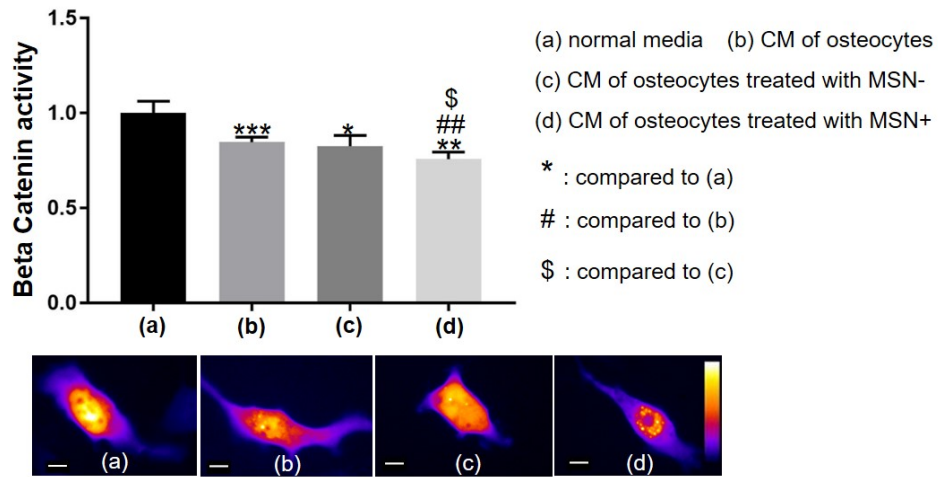 1.5
1.0
0.5
0.0
Beta Catenin activity
***
*
$
##
**
(a) (b) (c) (d)
(a) normal media (b) CM of osteocytes
(c) CM of osteocytes treated with MSN-
(d) CM of osteocytes treated with MSN+
* : compared to (a)
# : compared to (b)
$ : compared to (c)
(a) (b) (c) (d)